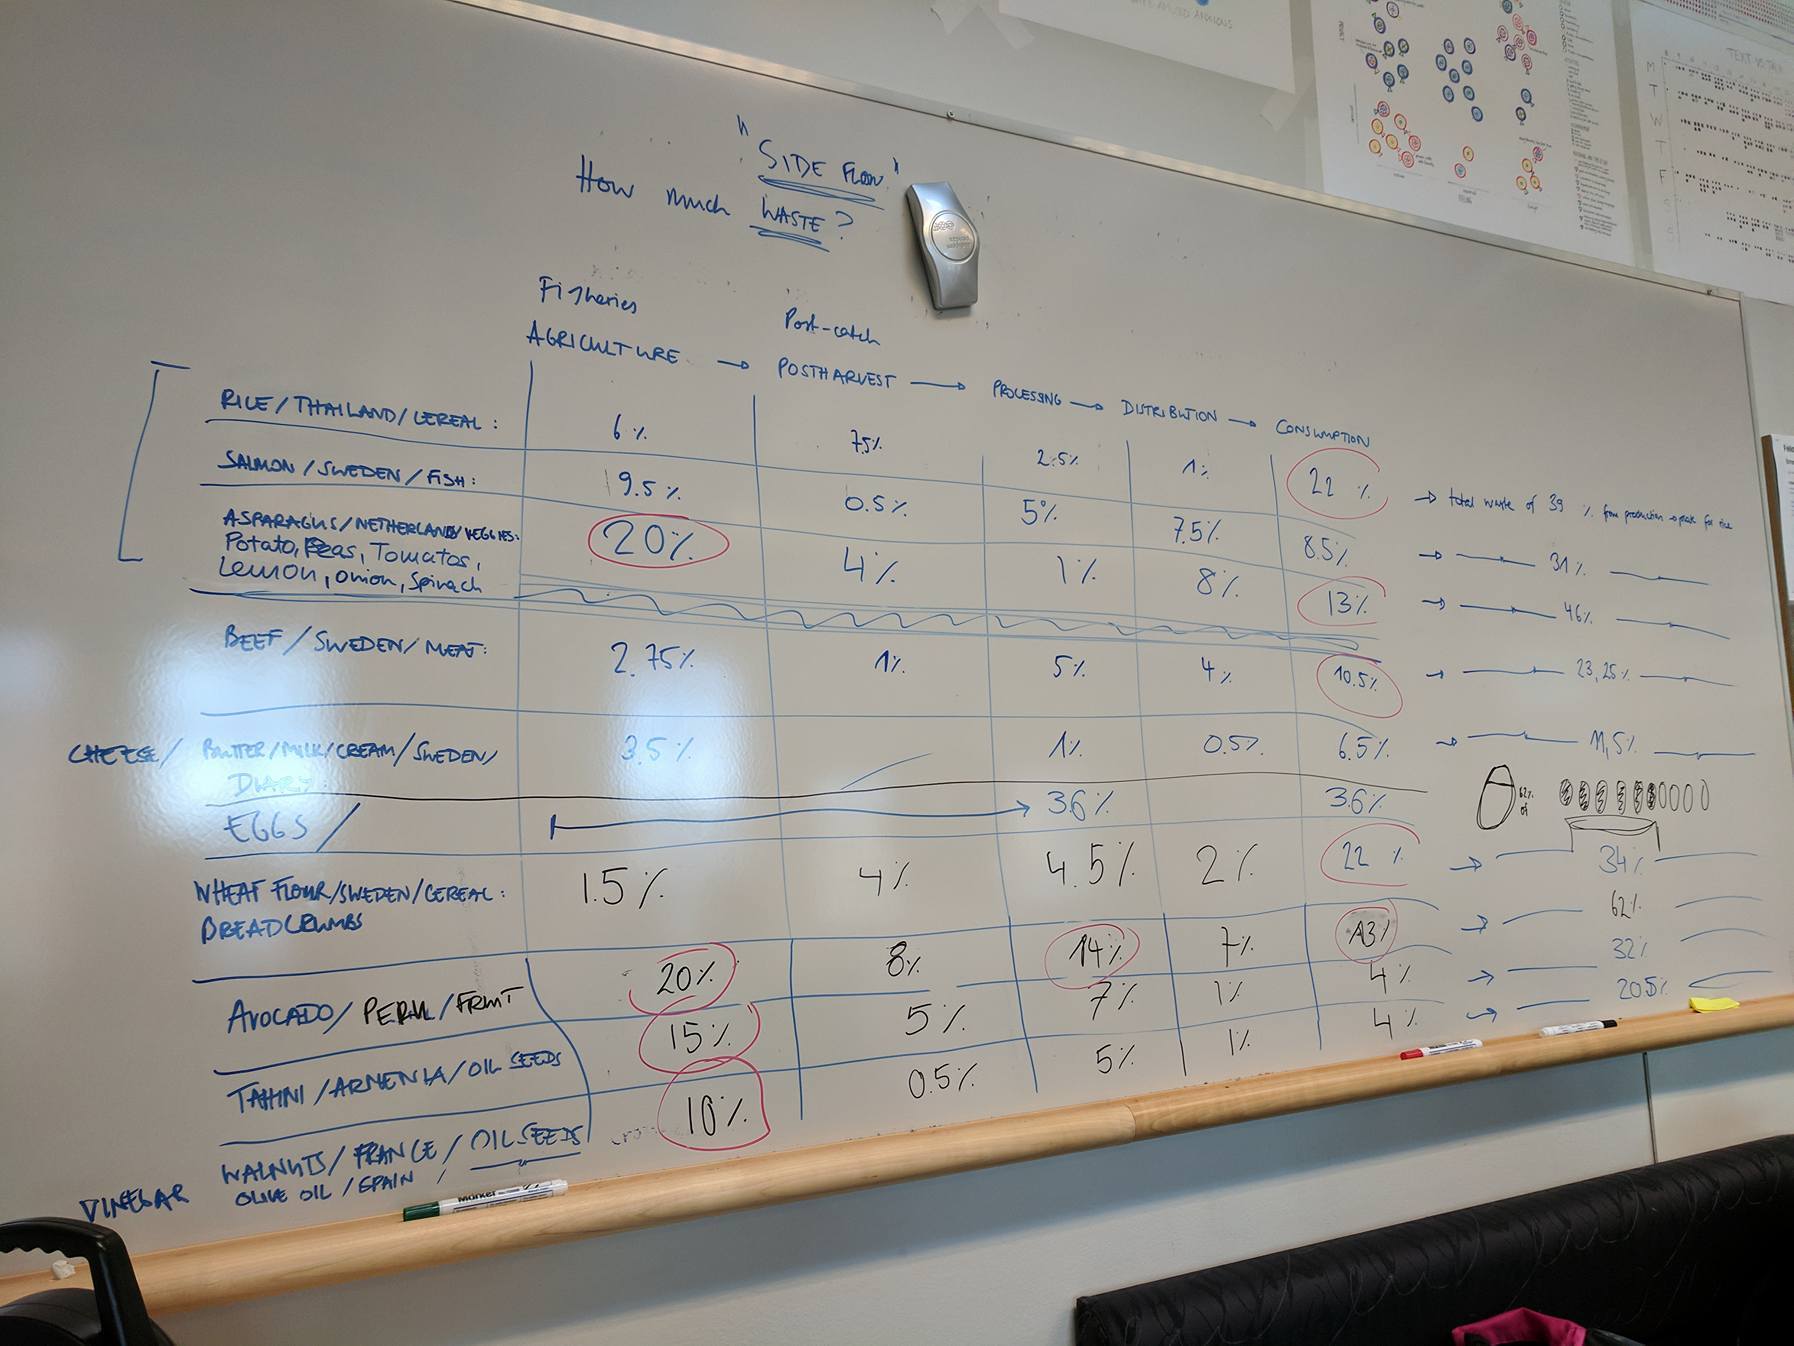 "SIDE FLOW"
How much WASTE?
Fisheries
Post-catch
AGRICULTURE → POSTHARVEST → PROCESSING → DISTRIBUTION → CONSUMPTION
RICE/THAILAND/CEREAL: 6% 75% 2.5% 1% 22% → total waste of 39 % from production
SALMON/SWEDEN/FISH: 9.5% 0.5% 5% 7.5% 8.5% → 31%
ASPARAGUS/NETHERLAND/VEGGIES: 20% 4% 1% 8% 13% → 46%
Potato, Peas, Tomatos,
Lemon, onion, Spinach
BEEF/SWEDEN/MEAT: 2.75% 1% 5% 4% 10.5% → 23,25%
CHEESE/ BUTTER/MILK/CREAM/SWEDEN/ 3.5% 1% 0.5% 6.5% → 11,5%
DIARY:
EGGS/ 36% 36% 62% of
WHEAT FLOUR/SWEDEN/CEREAL: 1.5% 4% 4.5% 2% 22% → 34%
BREADCRUMBS
AVOCADO/PERU/FRUIT 20% 8% 14% 7% 13% → 62%
TAHINI/ARMENIA/OIL SEEDS 15% 5% 7% 1% 4% → 32%
WALNUTS/FRANCE/OILSEEDS 10% 0.5% 5% 1% 4% → 20.5%
VINEGAR OLIVE OIL/SPAIN/
Marker
TEXT VS TALK
M
T
W
T
F